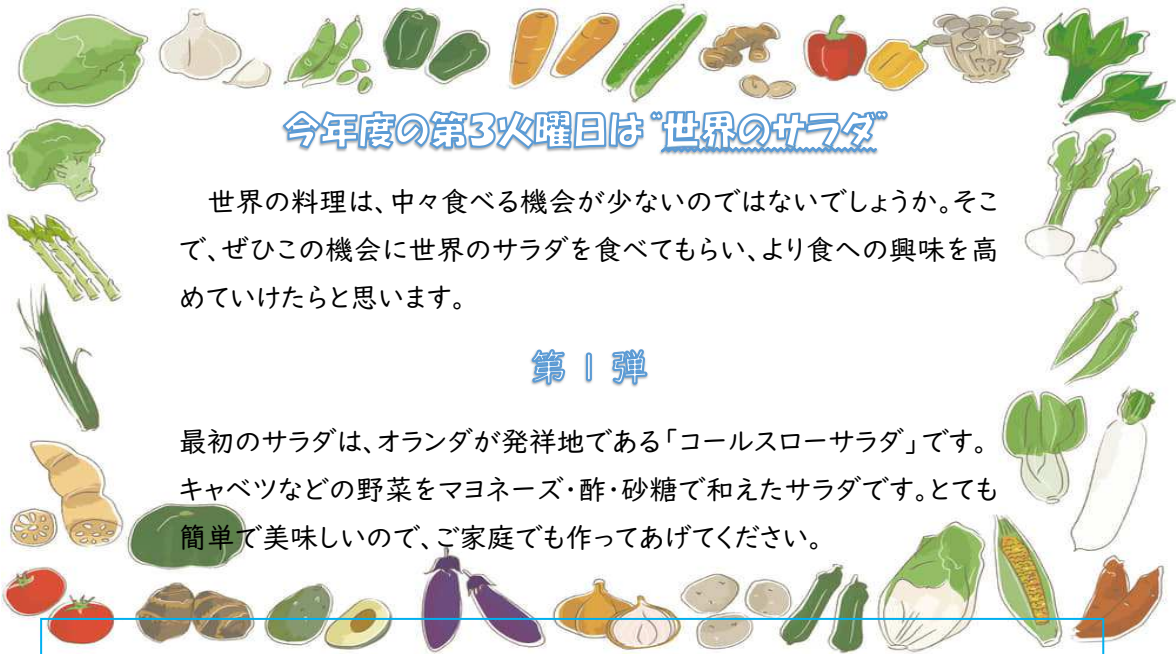 今年度の第3火曜日は“世界のサラダ”
世界の料理は、中々食べる機会が少ないのではないでしょうか。そこ
で、ぜひこの機会に世界のサラダを食べてもらい、より食への興味を高
めていけたらと思います。
第1弾
最初のサラダは、オランダが発祥地である「コールスローサラダ」です。
キャベツなどの野菜をマヨネーズ・酢・砂糖で和えたサラダです。とても
簡単で美味しいので、ご家庭でも作ってあげてください。